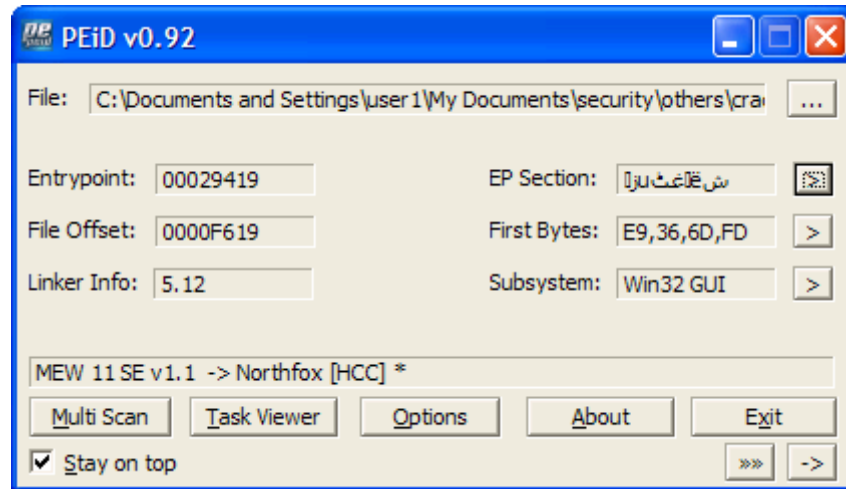 PEiD v0.92
File: C:\Documents and Settings\user1\My Documents\security\others\cra
...
Entrypoint: 00029419
EP Section: >
File Offset: 0000F619
First Bytes: E9,36,6D,FD >
Linker Info: 5.12
Subsystem: Win32 GUI >
MEW 11 SE v1.1 -> Northfox [HCC] *
Multi Scan Task Viewer Options About Exit
Stay on top »» ->